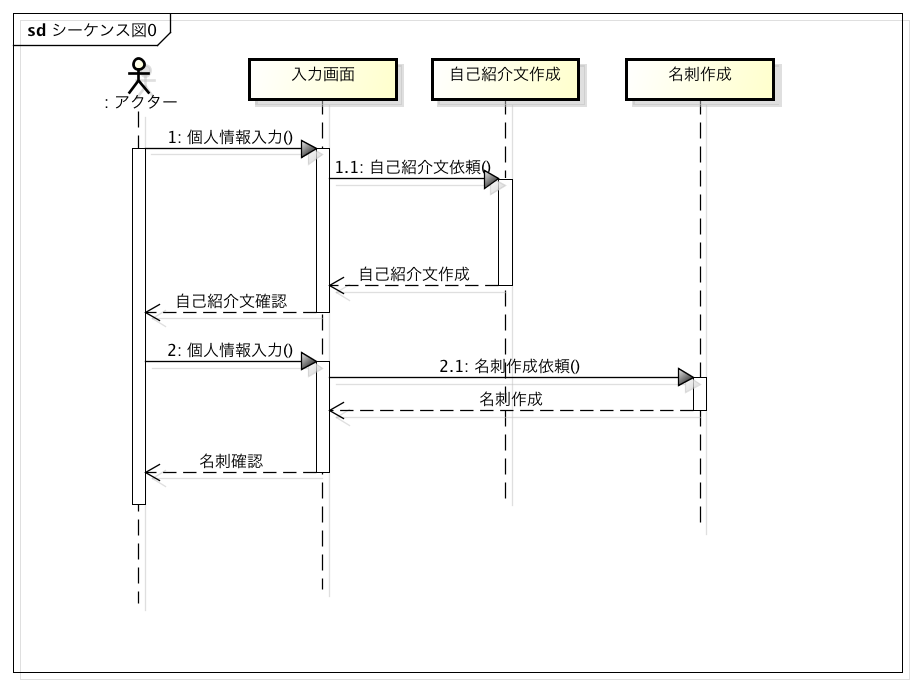 sd シーケンス図0
: アクター
入力画面
自己紹介文作成
名刺作成
1: 個人情報入力()
1.1: 自己紹介文依頼()
自己紹介文作成
自己紹介文確認
2: 個人情報入力()
2.1: 名刺作成依頼()
名刺作成
名刺確認